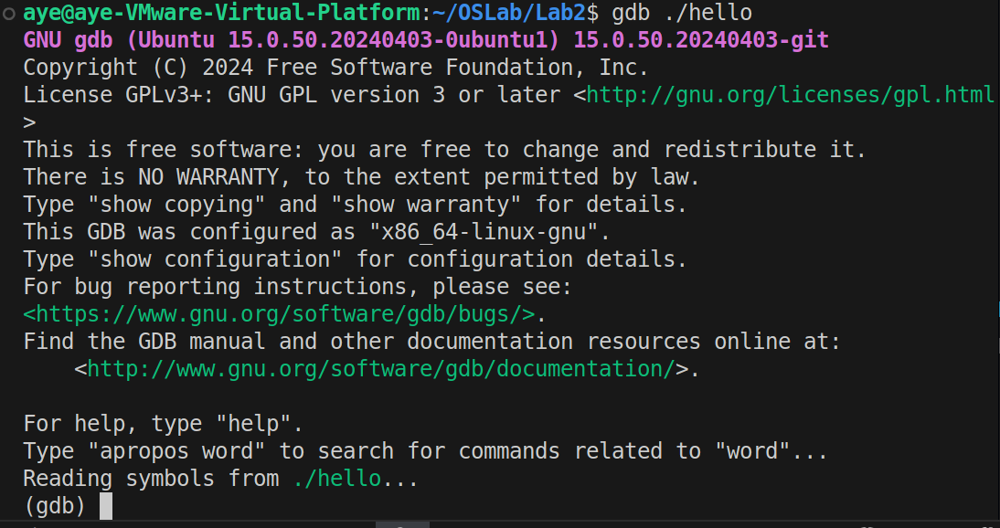 aye@aye-VMware-Virtual-Platform:~/OSLab/Lab2$ gdb ./hello
GNU gdb (Ubuntu 15.0.50.20240403-0ubuntu1) 15.0.50.20240403-git
Copyright (C) 2024 Free Software Foundation, Inc.
License GPLv3+: GNU GPL version 3 or later <http://gnu.org/licenses/gpl.html
>
This is free software: you are free to change and redistribute it.
There is NO WARRANTY, to the extent permitted by law.
Type "show copying" and "show warranty" for details.
This GDB was configured as "x86_64-linux-gnu".
Type "show configuration" for configuration details.
For bug reporting instructions, please see:
<https://www.gnu.org/software/gdb/bugs/>.
Find the GDB manual and other documentation resources online at:
    <http://www.gnu.org/software/gdb/documentation/>.

For help, type "help".
Type "apropos word" to search for commands related to "word"...
Reading symbols from ./hello...
(gdb)